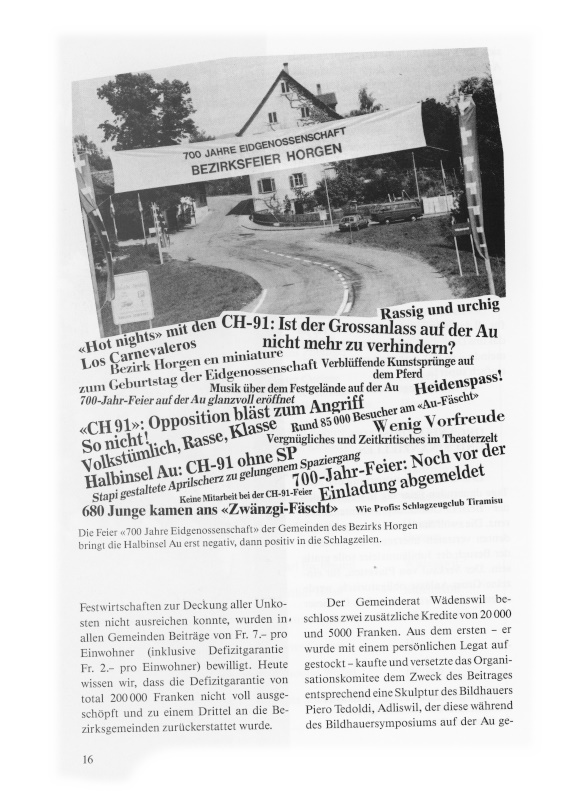 700 JAHRE EIDGENOSSENSCHAFT
BEZIRKSFEIER HORGEN
Rassig und urchig
«Hot nights» mit den
Los Carnevaleros
CH-91: Ist der Grossanlass auf der Au
nicht mehr zu verhindern?
Bezirk Horgen en miniature
zum Geburtstag der Eidgenossenschaft
Verblüffende Kunstsprünge auf
dem Pferd
Musik über dem Festgelände auf der Au
Heidenspass!
700-Jahr-Feier auf der Au glanzvoll eröffnet
«CH 91»: Opposition bläst zum Angriff
Rund 85 000 Besucher am «Au-Fäscht»
So nicht!
Wenig Vorfreude
Volkstümlich, Rasse, Klasse
Vergnügliches und Zeitkritisches im Theaterzelt
Halbinsel Au: CH-91 ohne SP
Stapi gestaltete Aprilscherz zu gelungenem Spaziergang
700-Jahr-Feier: Noch vor der
Einladung abgemeldet
Keine Mitarbeit bei der CH-91-Feier
680 Junge kamen ans «Zwänzgi-Fäscht»
Wie Profis: Schlagzeugclub Tiramisu
Die Feier «700 Jahre Eidgenossenschaft» der Gemeinden des Bezirks Horgen
bringt die Halbinsel Au erst negativ, dann positiv in die Schlagzeilen.
Festwirtschaften zur Deckung aller Unko-
sten nicht ausreichen konnte, wurden in
allen Gemeinden Beiträge von Fr. 7.– pro
Einwohner (inklusive Defizitgarantie
Fr. 2.– pro Einwohner) bewilligt. Heute
wissen wir, dass die Defizitgarantie von
total 200 000 Franken nicht voll ausge-
schöpft und zu einem Drittel an die Be-
zirksgemeinden zurückerstattet wurde.
Der Gemeinderat Wädenswil be-
schloss zwei zusätzliche Kredite von 20 000
und 5000 Franken. Aus dem ersten – er
wurde mit einem persönlichen Legat auf
gestockt – kaufte und versetzte das Organi-
sationskomitee dem Zweck des Beitrages
entsprechend eine Skulptur des Bildhauers
Piero Tedoldi, Adliswil, der diese während
des Bildhauersymposiums auf der Au ge-
16